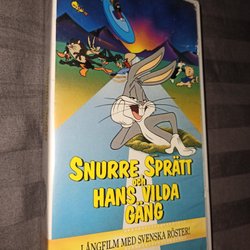 SNURRE SPRÄTT
OCH
HANS VILDA
GÄNG
LÅNGFILM MED SVENSKA RÖSTER!